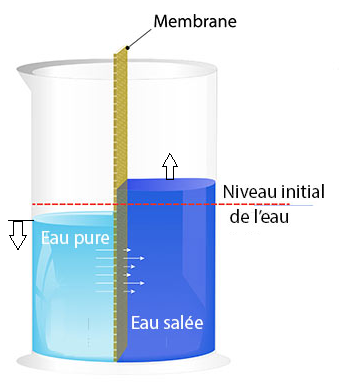 Membrane
Niveau initial
de l'eau
Eau pure
Eau salée